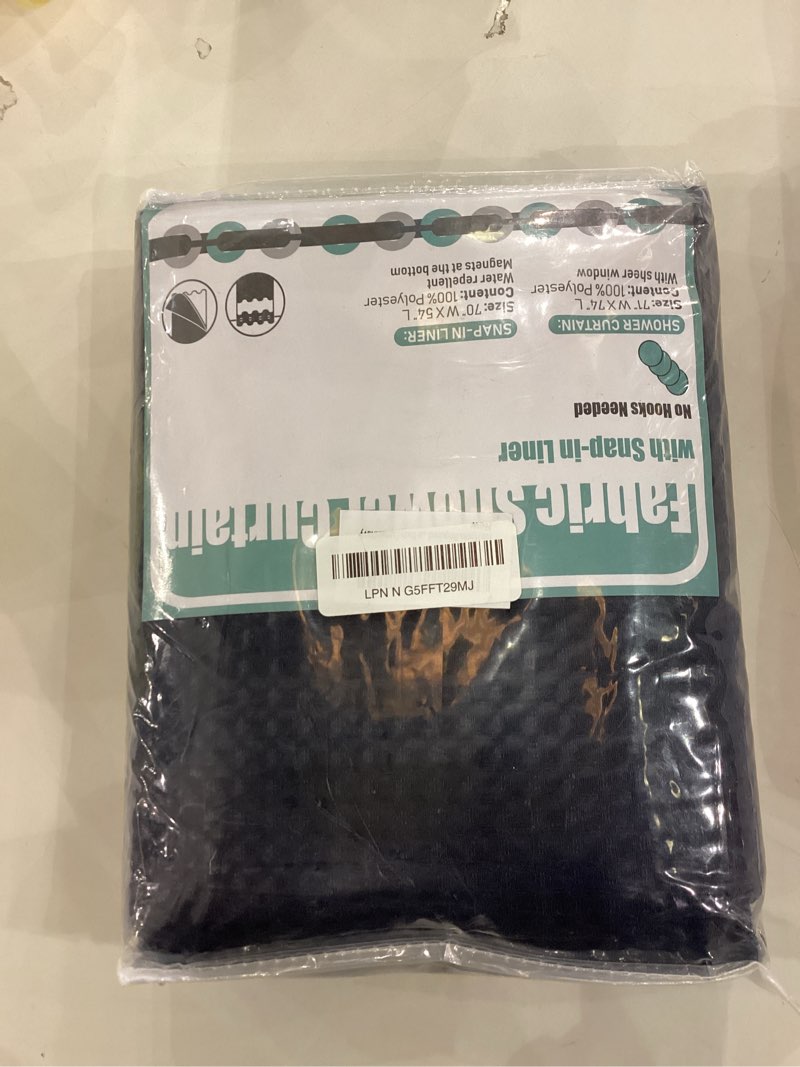 Fabric Shower Curtain
with Snap-in Liner
No Hooks Needed
SHOWER CURTAIN:
Size: 71" W X 74" L
Content: 100% Polyester
With sheer window
SNAP-IN LINER:
Size: 70" W X 54" L
Content: 100% Polyester
Water repellent
Magnets at the bottom
LPN N G5FFT29MJ